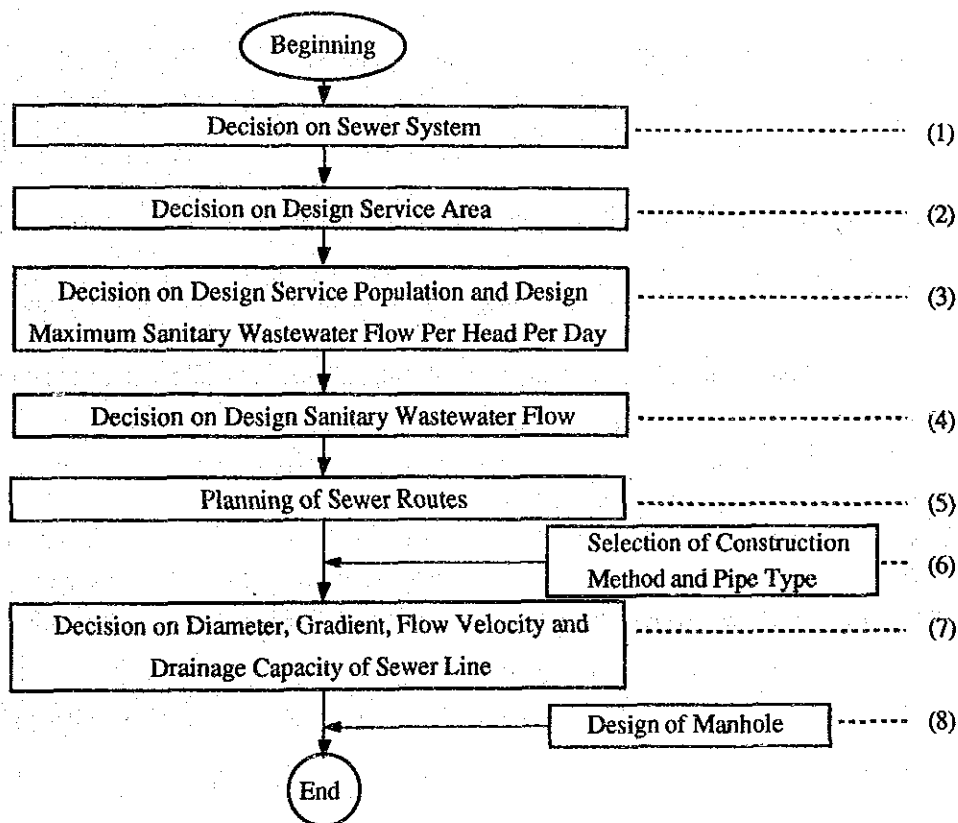 Beginning
Decision on Sewer System
(1)
Decision on Design Service Area
(2)
Decision on Design Service Population and Design
Maximum Sanitary Wastewater Flow Per Head Per Day
(3)
Decision on Design Sanitary Wastewater Flow
(4)
Planning of Sewer Routes
(5)
Selection of Construction
Method and Pipe Type
(6)
Decision on Diameter, Gradient, Flow Velocity and
Drainage Capacity of Sewer Line
(7)
Design of Manhole
(8)
End